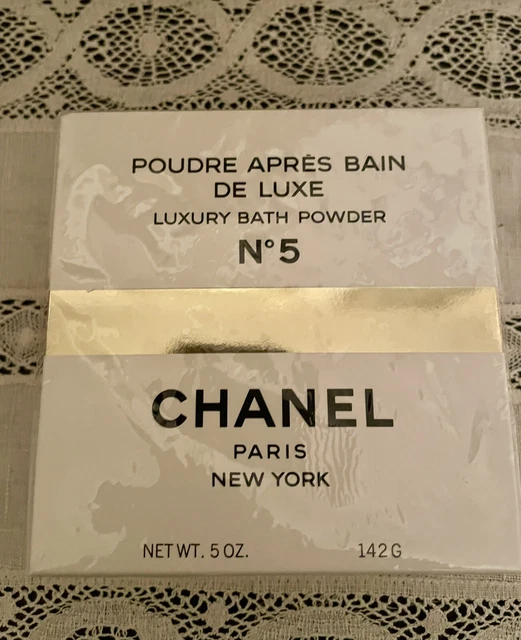 POUDRE APRÈS BAIN
DE LUXE
LUXURY BATH POWDER
N°5
CHANEL
PARIS
NEW YORK
NET WT. 5 OZ. 142 G